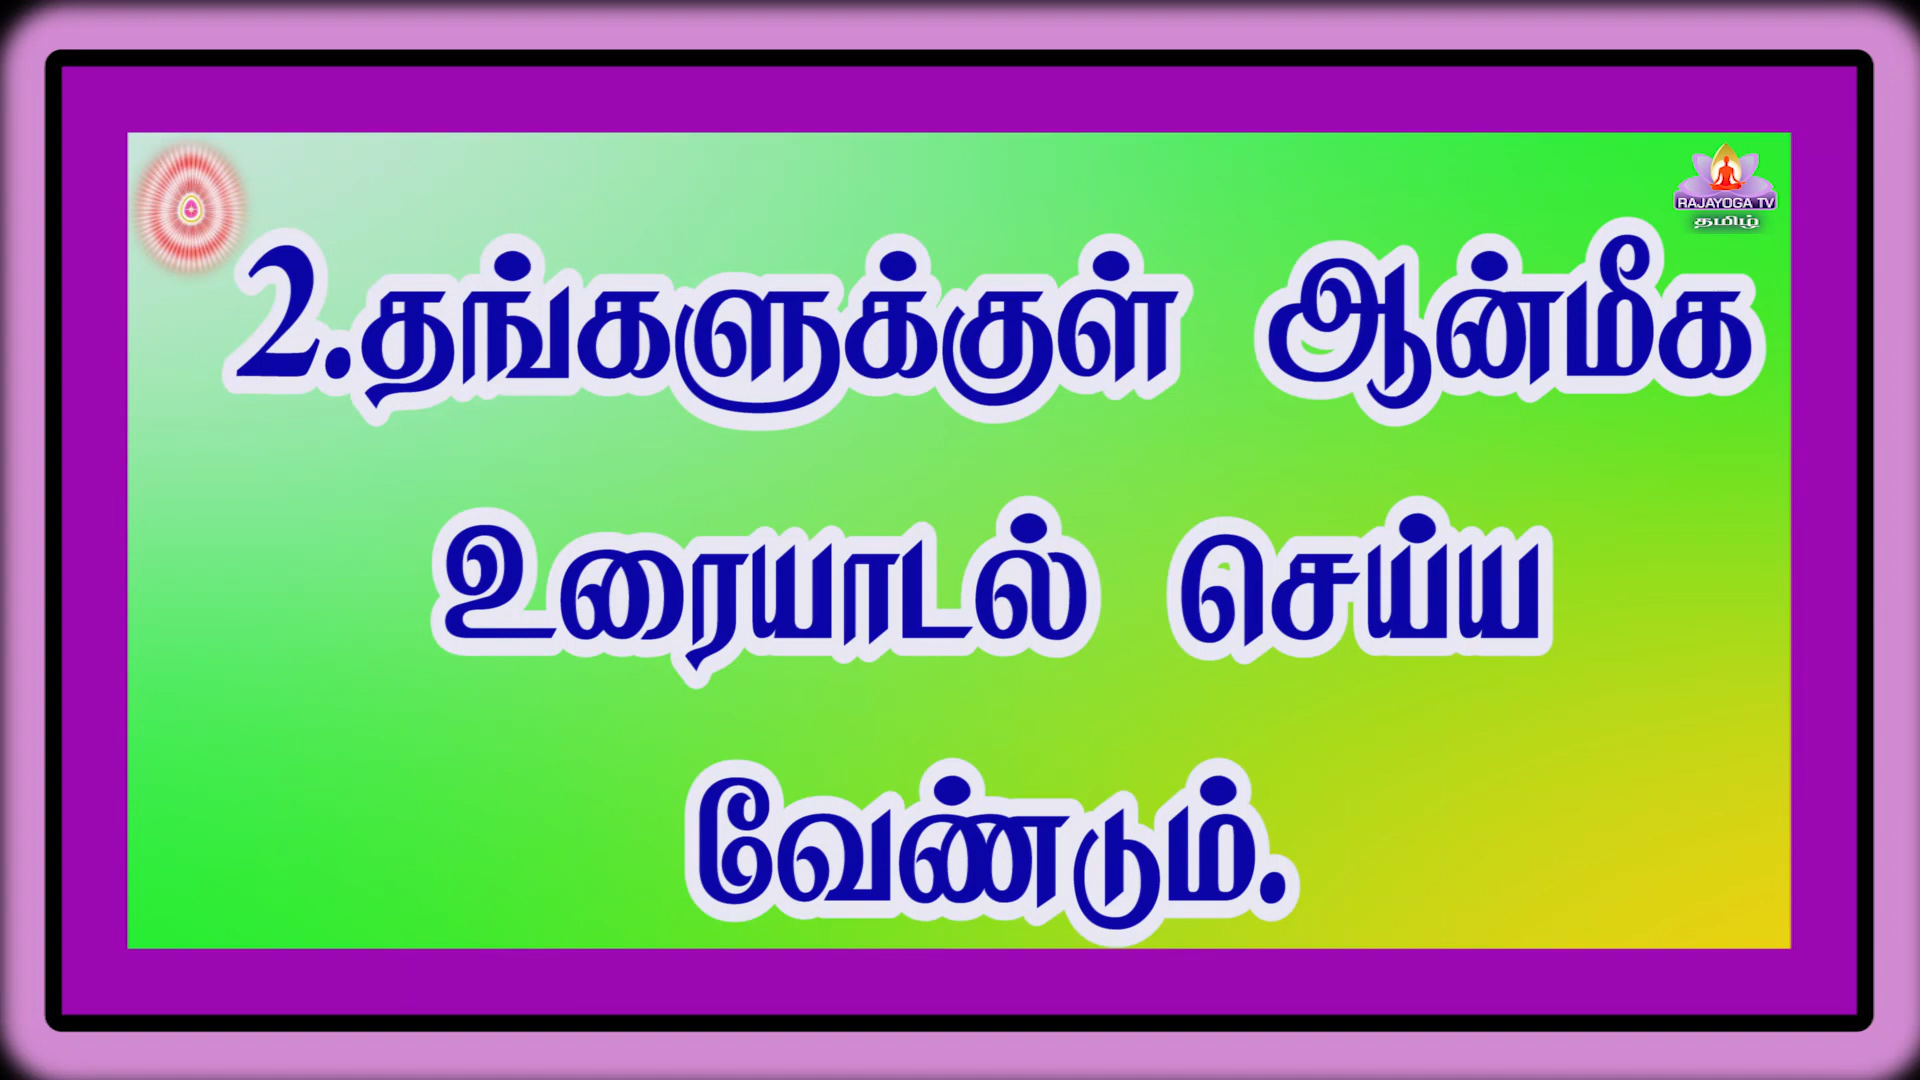 RAJAYOGA TV
தமிழ்
2.தங்களுக்குள் ஆன்மீக
உரையாடல் செய்ய
வேண்டும்.